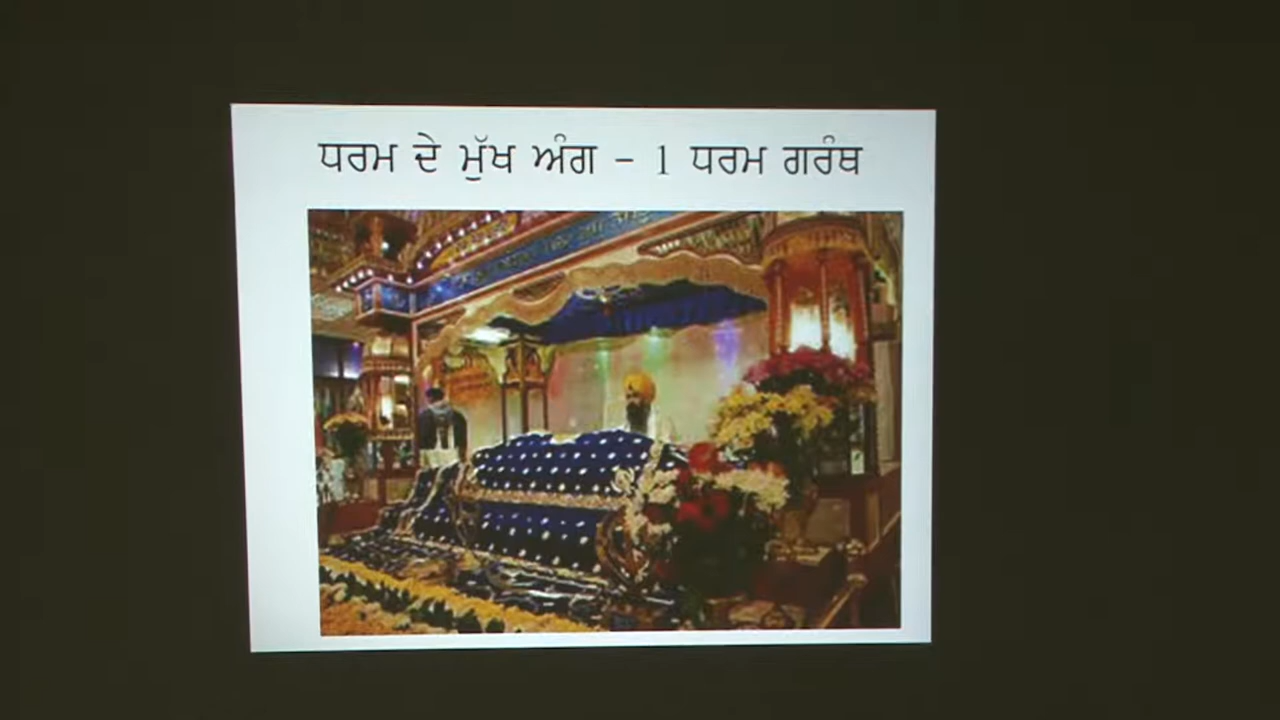 ਧਰਮ ਦੇ ਮੁੱਖ ਅੰਗ – 1 ਧਰਮ ਗਰੰਥ